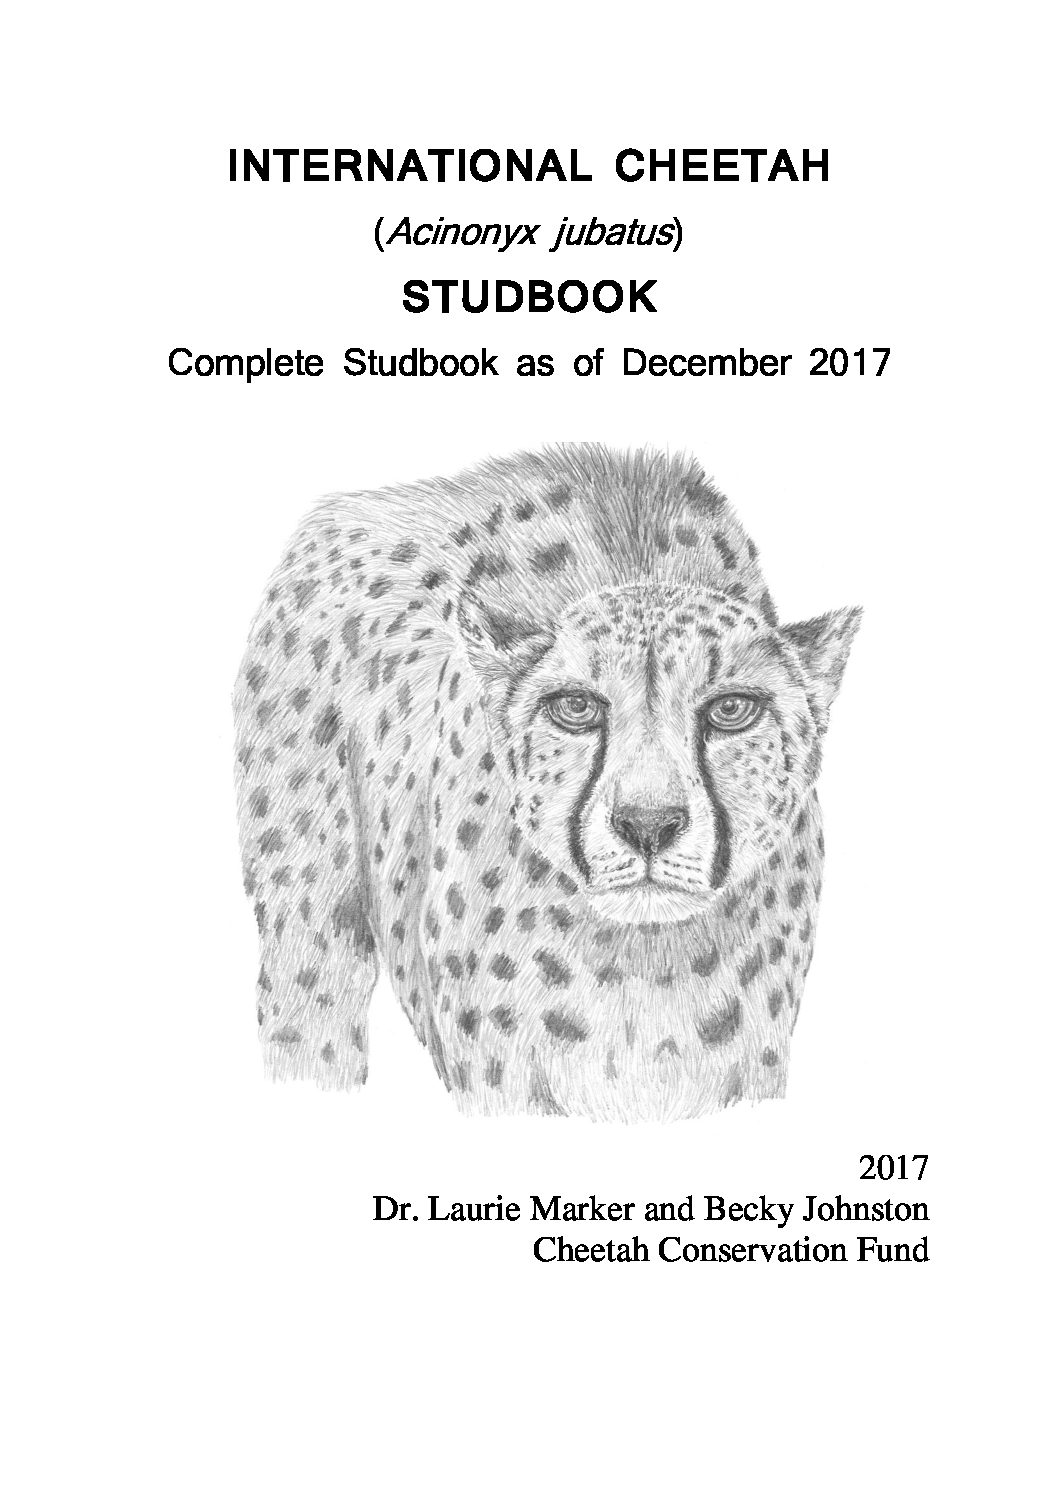 INTERNATIONAL CHEETAH
(Acinonyx jubatus)
STUDBOOK
Complete Studbook as of December 2017
2017
Dr. Laurie Marker and Becky Johnston
Cheetah Conservation Fund